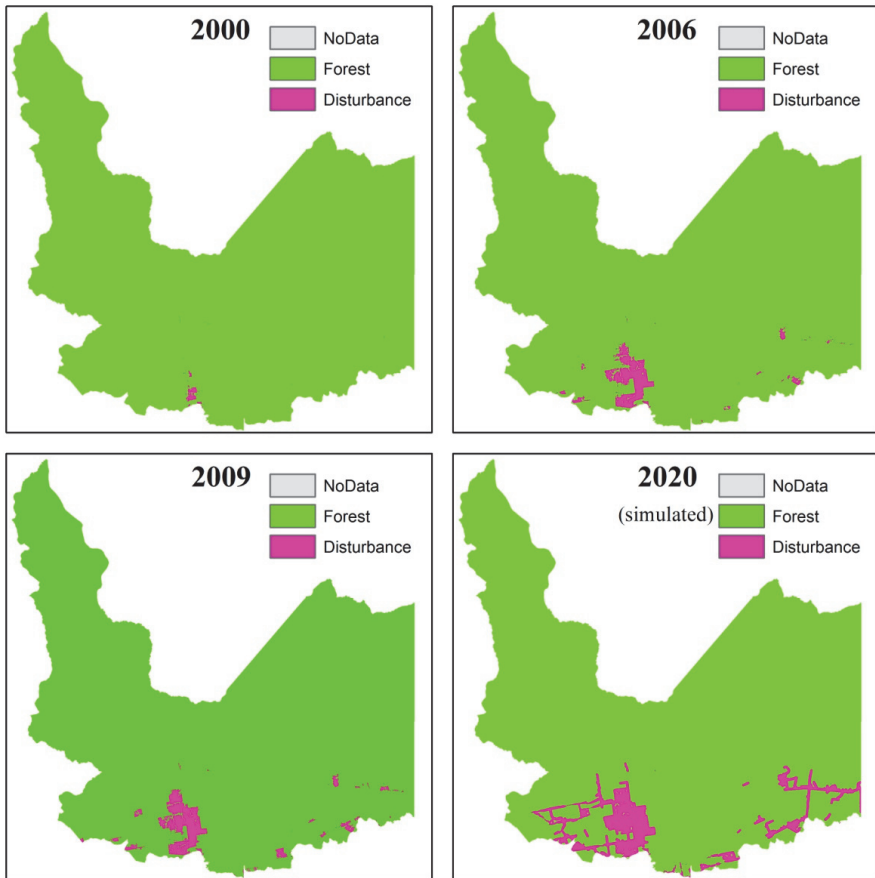 2000
NoData
Forest
Disturbance
2006
NoData
Forest
Disturbance
2009
NoData
Forest
Disturbance
2020
(simulated)
NoData
Forest
Disturbance